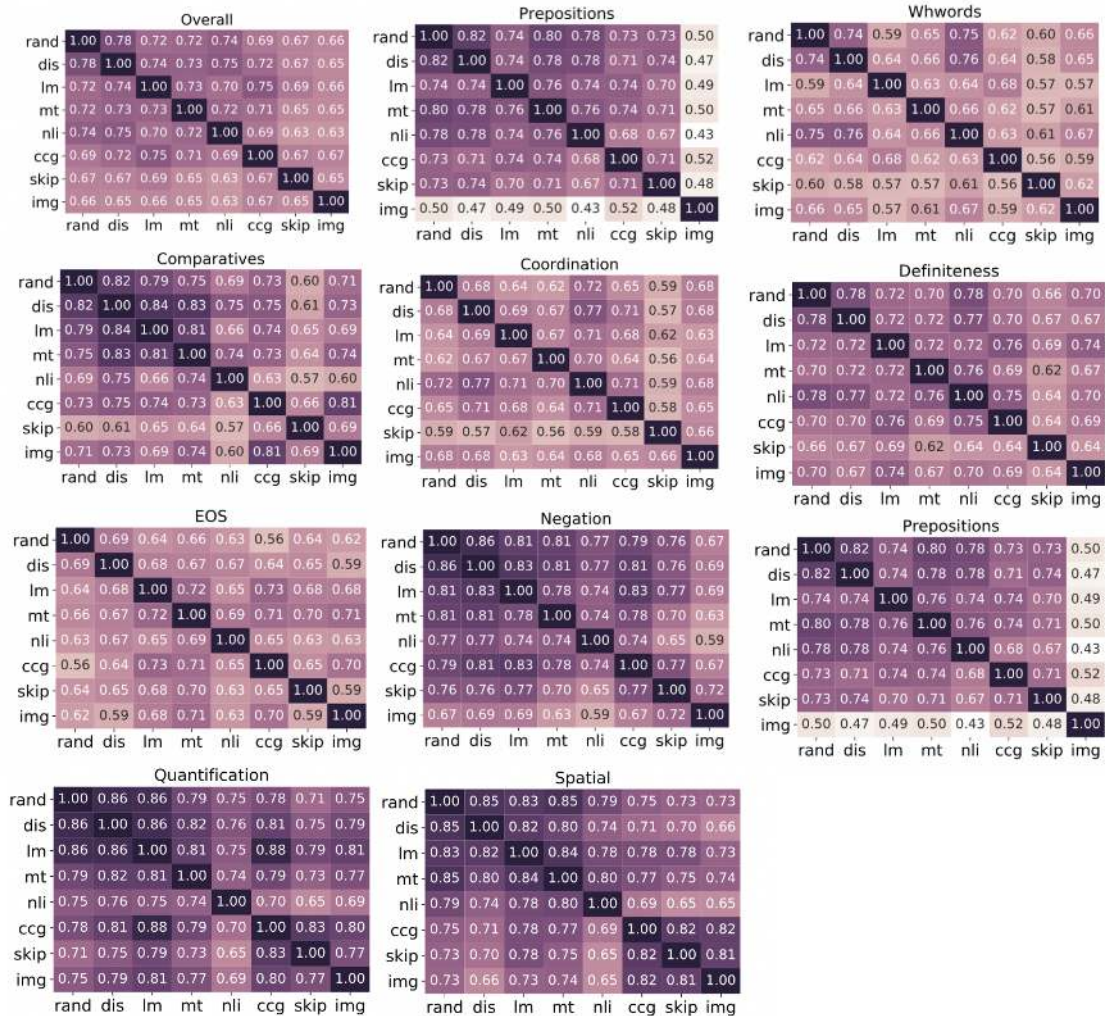 Overall
rand 1.00 0.78 0.72 0.72 0.74 0.69 0.67 0.66
dis 0.78 1.00 0.74 0.73 0.75 0.72 0.67 0.65
lm 0.72 0.74 1.00 0.73 0.70 0.75 0.69 0.66
mt 0.72 0.73 0.73 1.00 0.72 0.71 0.65 0.65
nli 0.74 0.75 0.70 0.72 1.00 0.69 0.63 0.63
ccg 0.69 0.72 0.75 0.71 0.69 1.00 0.67 0.67
skip 0.67 0.67 0.69 0.65 0.63 0.67 1.00 0.65
img 0.66 0.65 0.66 0.65 0.63 0.67 0.65 1.00
rand dis lm mt nli ccg skip img
Prepositions
rand 1.00 0.82 0.74 0.80 0.78 0.73 0.73 0.50
dis 0.82 1.00 0.74 0.78 0.78 0.71 0.74 0.47
lm 0.74 0.74 1.00 0.76 0.74 0.74 0.70 0.49
mt 0.80 0.78 0.76 1.00 0.76 0.74 0.71 0.50
nli 0.78 0.78 0.74 0.76 1.00 0.68 0.67 0.43
ccg 0.73 0.71 0.74 0.74 0.68 1.00 0.71 0.52
skip 0.73 0.74 0.70 0.71 0.67 0.71 1.00 0.48
img 0.50 0.47 0.49 0.50 0.43 0.52 0.48 1.00
rand dis lm mt nli ccg skip img
Whwords
rand 1.00 0.74 0.59 0.65 0.75 0.62 0.60 0.66
dis 0.74 1.00 0.64 0.66 0.76 0.64 0.58 0.65
lm 0.59 0.64 1.00 0.63 0.64 0.68 0.57 0.57
mt 0.65 0.66 0.63 1.00 0.66 0.62 0.57 0.61
nli 0.75 0.76 0.64 0.66 1.00 0.63 0.61 0.67
ccg 0.62 0.64 0.68 0.62 0.63 1.00 0.56 0.59
skip 0.60 0.58 0.57 0.57 0.61 0.56 1.00 0.62
img 0.66 0.65 0.57 0.61 0.67 0.59 0.62 1.00
rand dis lm mt nli ccg skip img
Comparatives
rand 1.00 0.82 0.79 0.75 0.69 0.73 0.60 0.71
dis 0.82 1.00 0.84 0.83 0.75 0.75 0.61 0.73
lm 0.79 0.84 1.00 0.81 0.66 0.74 0.65 0.69
mt 0.75 0.83 0.81 1.00 0.74 0.73 0.64 0.74
nli 0.69 0.75 0.66 0.74 1.00 0.63 0.57 0.60
ccg 0.73 0.75 0.74 0.73 0.63 1.00 0.66 0.81
skip 0.60 0.61 0.65 0.64 0.57 0.66 1.00 0.69
img 0.71 0.73 0.69 0.74 0.60 0.81 0.69 1.00
rand dis lm mt nli ccg skip img
Coordination
rand 1.00 0.68 0.64 0.62 0.72 0.65 0.59 0.68
dis 0.68 1.00 0.69 0.67 0.77 0.71 0.57 0.68
lm 0.64 0.69 1.00 0.67 0.71 0.68 0.62 0.63
mt 0.62 0.67 0.67 1.00 0.70 0.64 0.56 0.64
nli 0.72 0.77 0.71 0.70 1.00 0.71 0.59 0.68
ccg 0.65 0.71 0.68 0.64 0.71 1.00 0.58 0.65
skip 0.59 0.57 0.62 0.56 0.59 0.58 1.00 0.66
img 0.68 0.68 0.63 0.64 0.68 0.65 0.66 1.00
rand dis lm mt nli ccg skip img
Definiteness
rand 1.00 0.78 0.72 0.70 0.78 0.70 0.66 0.70
dis 0.78 1.00 0.72 0.72 0.77 0.70 0.67 0.67
lm 0.72 0.72 1.00 0.72 0.72 0.76 0.69 0.74
mt 0.70 0.72 0.72 1.00 0.76 0.69 0.62 0.67
nli 0.78 0.77 0.72 0.76 1.00 0.75 0.64 0.70
ccg 0.70 0.70 0.76 0.69 0.75 1.00 0.64 0.69
skip 0.66 0.67 0.69 0.62 0.64 0.64 1.00 0.64
img 0.70 0.67 0.74 0.67 0.70 0.69 0.64 1.00
rand dis lm mt nli ccg skip img
EOS
rand 1.00 0.69 0.64 0.66 0.63 0.56 0.64 0.62
dis 0.69 1.00 0.68 0.67 0.67 0.64 0.65 0.59
lm 0.64 0.68 1.00 0.72 0.65 0.73 0.68 0.68
mt 0.66 0.67 0.72 1.00 0.69 0.71 0.70 0.71
nli 0.63 0.67 0.65 0.69 1.00 0.65 0.63 0.63
ccg 0.56 0.64 0.73 0.71 0.65 1.00 0.65 0.70
skip 0.64 0.65 0.68 0.70 0.63 0.65 1.00 0.59
img 0.62 0.59 0.68 0.71 0.63 0.70 0.59 1.00
rand dis lm mt nli ccg skip img
Negation
rand 1.00 0.86 0.81 0.81 0.77 0.79 0.76 0.67
dis 0.86 1.00 0.83 0.81 0.77 0.81 0.76 0.69
lm 0.81 0.83 1.00 0.78 0.74 0.83 0.77 0.69
mt 0.81 0.81 0.78 1.00 0.74 0.78 0.70 0.63
nli 0.77 0.77 0.74 0.74 1.00 0.74 0.65 0.59
ccg 0.79 0.81 0.83 0.78 0.74 1.00 0.77 0.67
skip 0.76 0.76 0.77 0.70 0.65 0.77 1.00 0.72
img 0.67 0.69 0.69 0.63 0.59 0.67 0.72 1.00
rand dis lm mt nli ccg skip img
Prepositions
rand 1.00 0.82 0.74 0.80 0.78 0.73 0.73 0.50
dis 0.82 1.00 0.74 0.78 0.78 0.71 0.74 0.47
lm 0.74 0.74 1.00 0.76 0.74 0.74 0.70 0.49
mt 0.80 0.78 0.76 1.00 0.76 0.74 0.71 0.50
nli 0.78 0.78 0.74 0.76 1.00 0.68 0.67 0.43
ccg 0.73 0.71 0.74 0.74 0.68 1.00 0.71 0.52
skip 0.73 0.74 0.70 0.71 0.67 0.71 1.00 0.48
img 0.50 0.47 0.49 0.50 0.43 0.52 0.48 1.00
rand dis lm mt nli ccg skip img
Quantification
rand 1.00 0.86 0.86 0.79 0.75 0.78 0.71 0.75
dis 0.86 1.00 0.86 0.82 0.76 0.81 0.75 0.79
lm 0.86 0.86 1.00 0.81 0.75 0.88 0.79 0.81
mt 0.79 0.82 0.81 1.00 0.74 0.79 0.73 0.77
nli 0.75 0.76 0.75 0.74 1.00 0.70 0.65 0.69
ccg 0.78 0.81 0.88 0.79 0.70 1.00 0.83 0.80
skip 0.71 0.75 0.79 0.73 0.65 0.83 1.00 0.77
img 0.75 0.79 0.81 0.77 0.69 0.80 0.77 1.00
rand dis lm mt nli ccg skip img
Spatial
rand 1.00 0.85 0.83 0.85 0.79 0.75 0.73 0.73
dis 0.85 1.00 0.82 0.80 0.74 0.71 0.70 0.66
lm 0.83 0.82 1.00 0.84 0.78 0.78 0.78 0.73
mt 0.85 0.80 0.84 1.00 0.80 0.77 0.75 0.74
nli 0.79 0.74 0.78 0.80 1.00 0.69 0.65 0.65
ccg 0.75 0.71 0.78 0.77 0.69 1.00 0.82 0.82
skip 0.73 0.70 0.78 0.75 0.65 0.82 1.00 0.81
img 0.73 0.66 0.73 0.74 0.65 0.82 0.81 1.00
rand dis lm mt nli ccg skip img